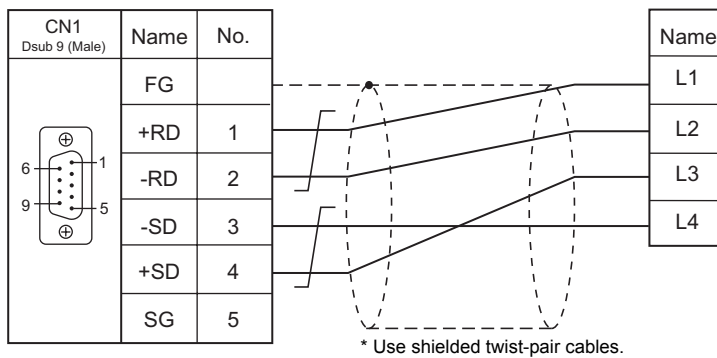 CN1
Dsub 9 (Male)
Name No.
FG
+RD 1
-RD 2
-SD 3
+SD 4
SG 5
6
1
9
5
Name
L1
L2
L3
L4
* Use shielded twist-pair cables.